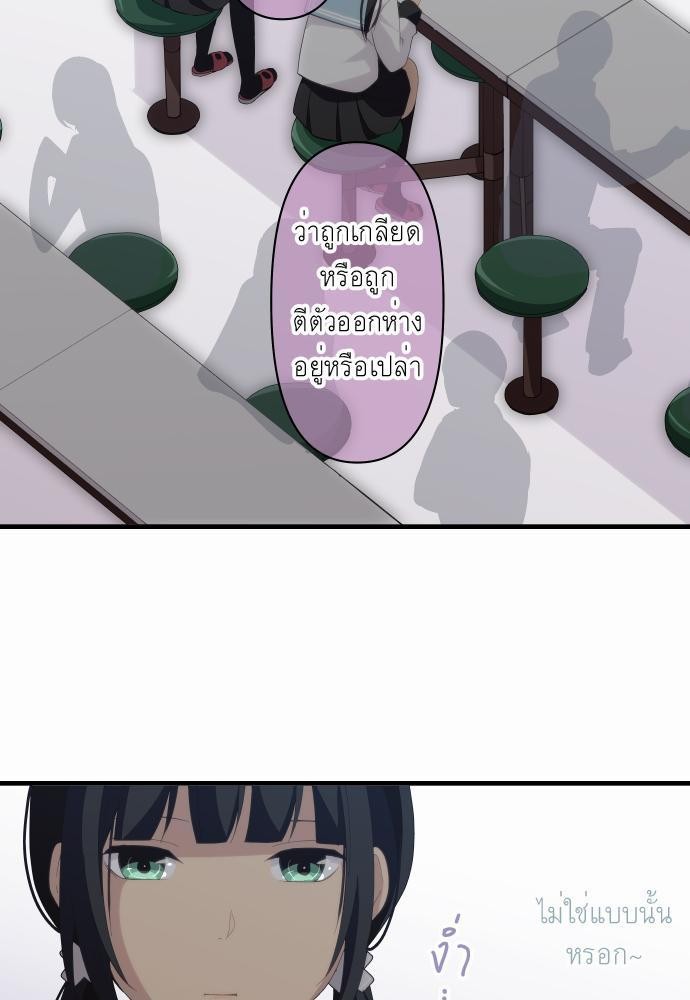 ว่าถูกเกลียด
หรือถูก
ตีตัวออกห่าง
อยู่หรือเปล่า
ไม่ใช่แบบนั้น
หรอก~
งำ่